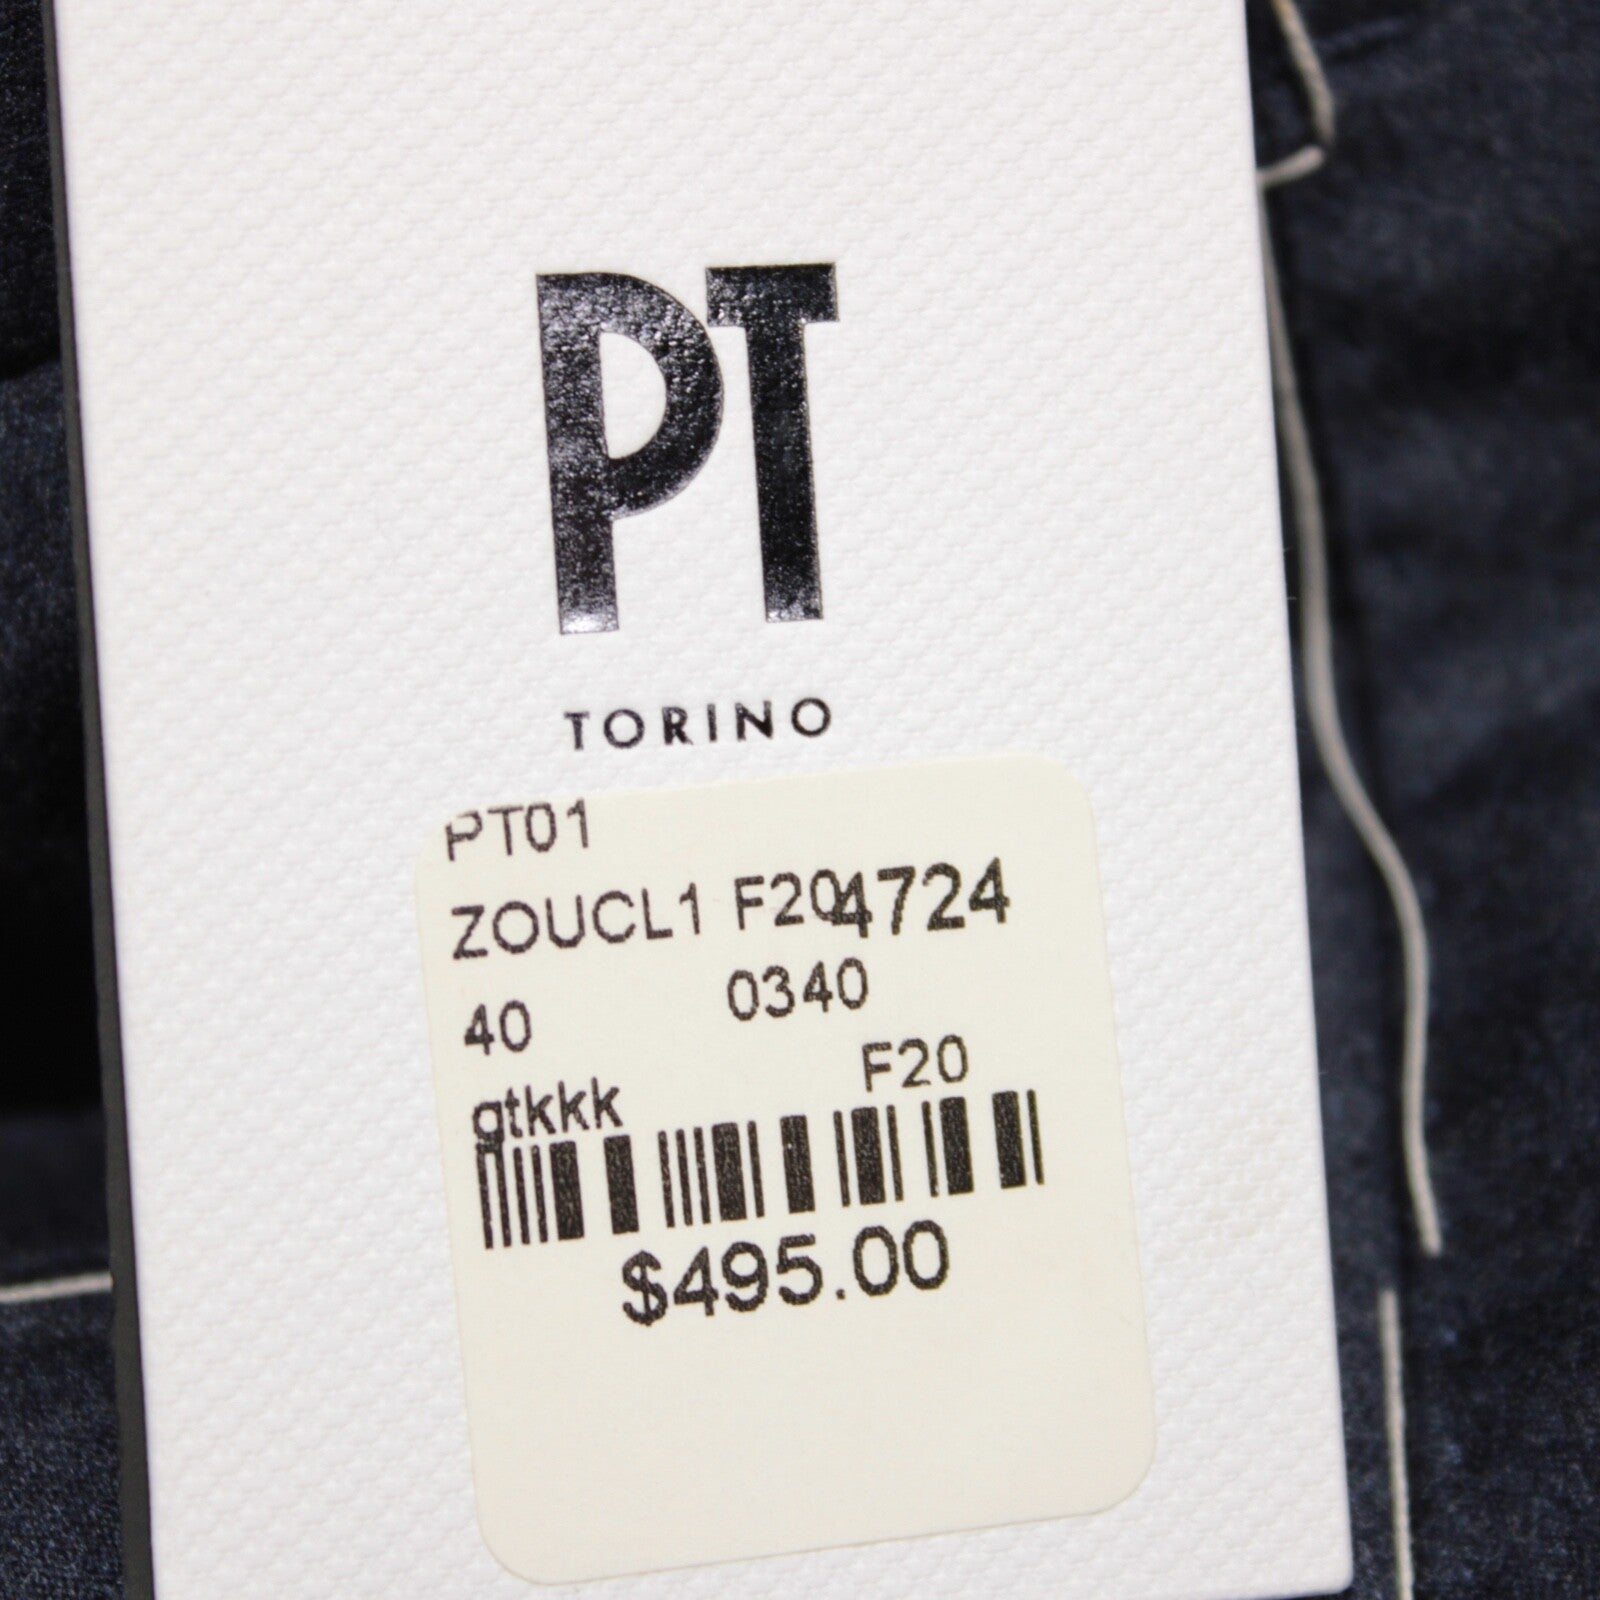 PT
TORINO
PT01
ZOUCL1 F204724
40 0340
F20
gtkkk
$495.00